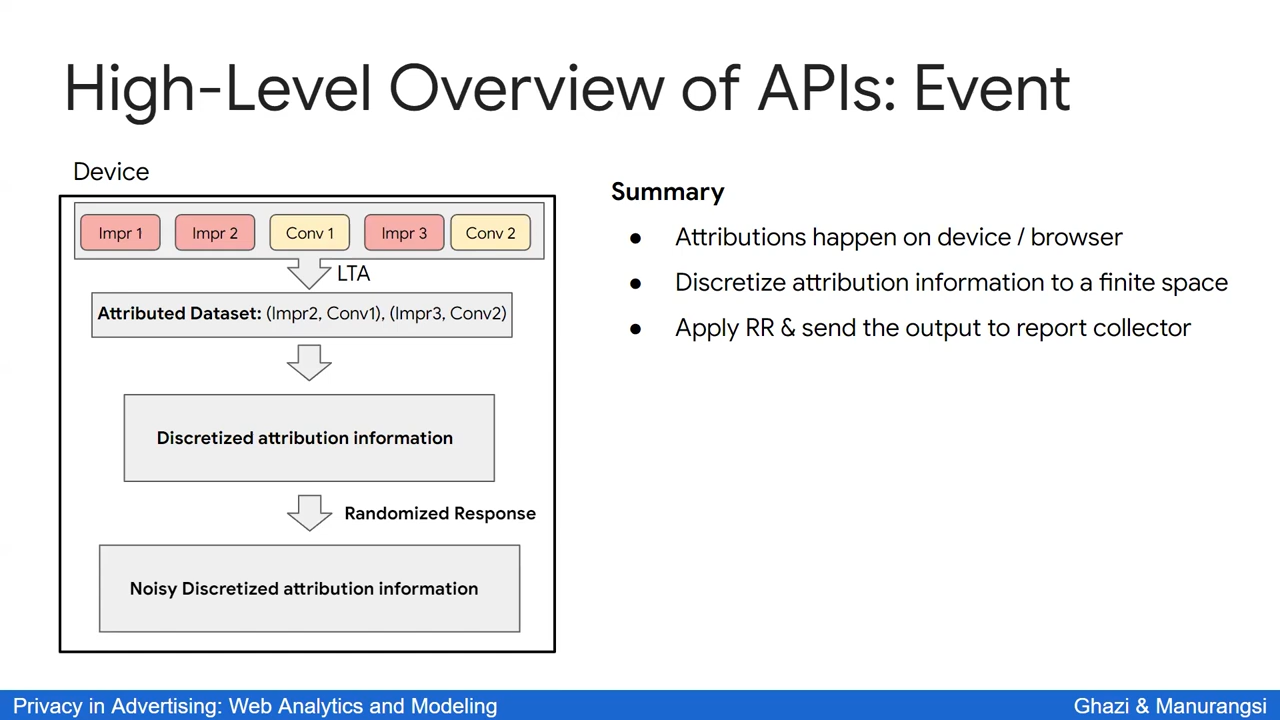 High-Level Overview of APIs: Event
Device
Impr 1
Impr 2
Conv 1
Impr 3
Conv 2
LTA
Attributed Dataset: (Impr2, Conv1), (Impr3, Conv2)
Discretized attribution information
Randomized Response
Noisy Discretized attribution information
Summary
● Attributions happen on device / browser
● Discretize attribution information to a finite space
● Apply RR & send the output to report collector
Privacy in Advertising: Web Analytics and Modeling
Ghazi & Manurangsi